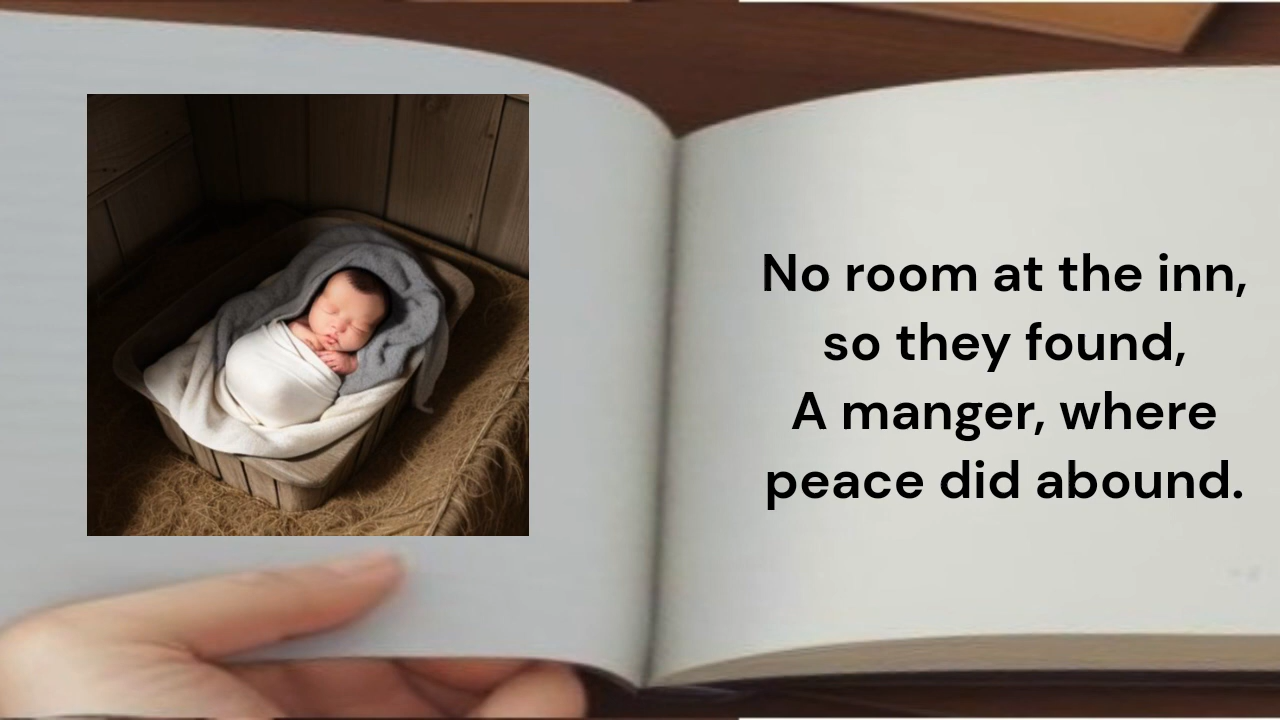 No room at the inn,
so they found,
A manger, where
peace did abound.